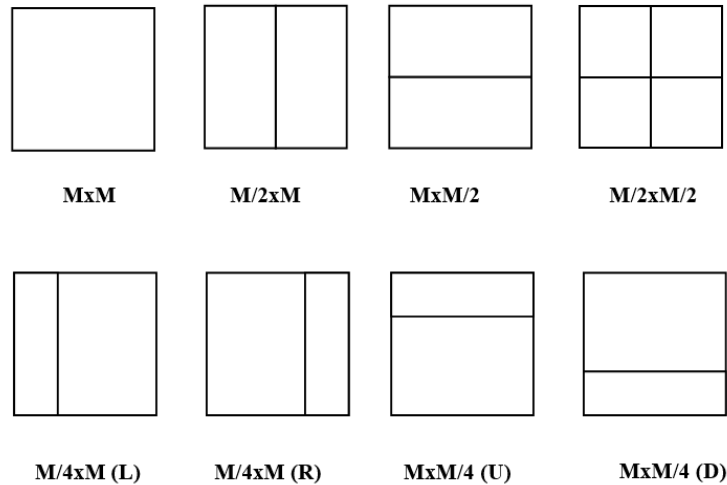 MxM
M/2xM
MxM/2
M/2xM/2
M/4xM (L)
M/4xM (R)
MxM/4 (U)
MxM/4 (D)